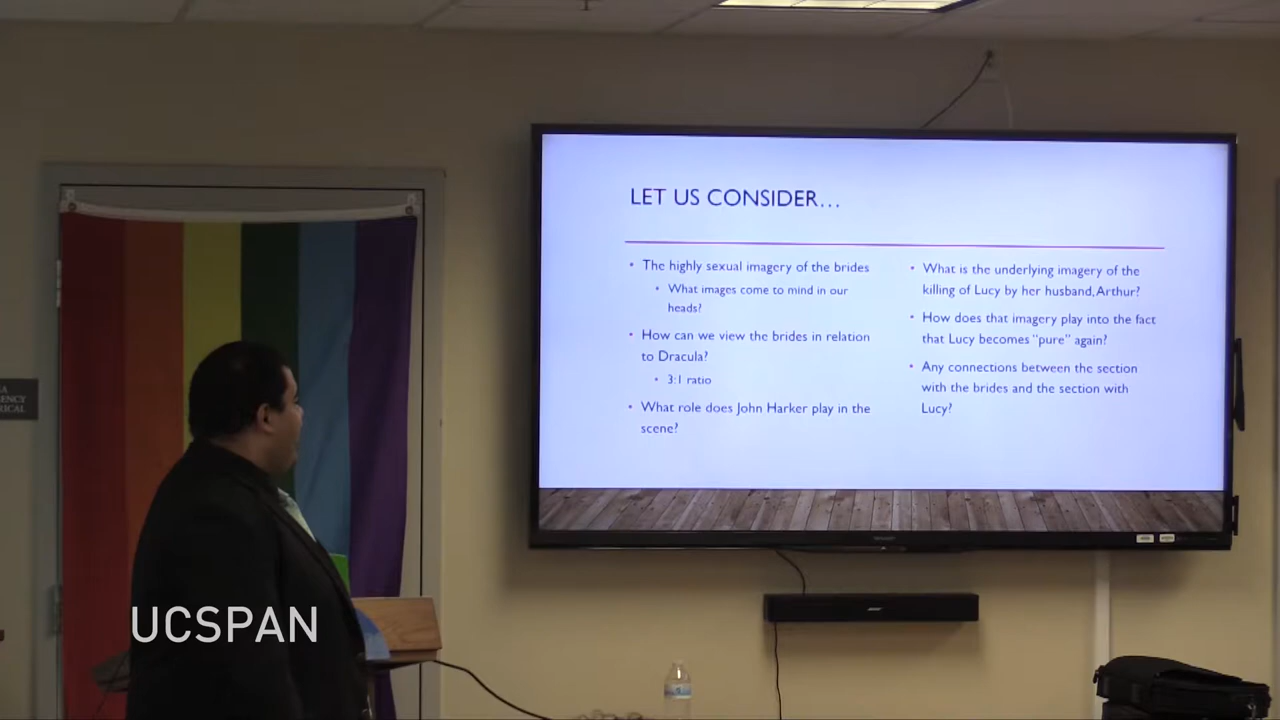 LET US CONSIDER...
• The highly sexual imagery of the brides
• What images come to mind in our
heads?
• How can we view the brides in relation
to Dracula?
• 3:1 ratio
• What role does John Harker play in the
scene?
• What is the underlying imagery of the
killing of Lucy by her husband, Arthur?
• How does that imagery play into the fact
that Lucy becomes "pure" again?
• Any connections between the section
with the brides and the section with
Lucy?
SHARP
BOSE
UCSPAN